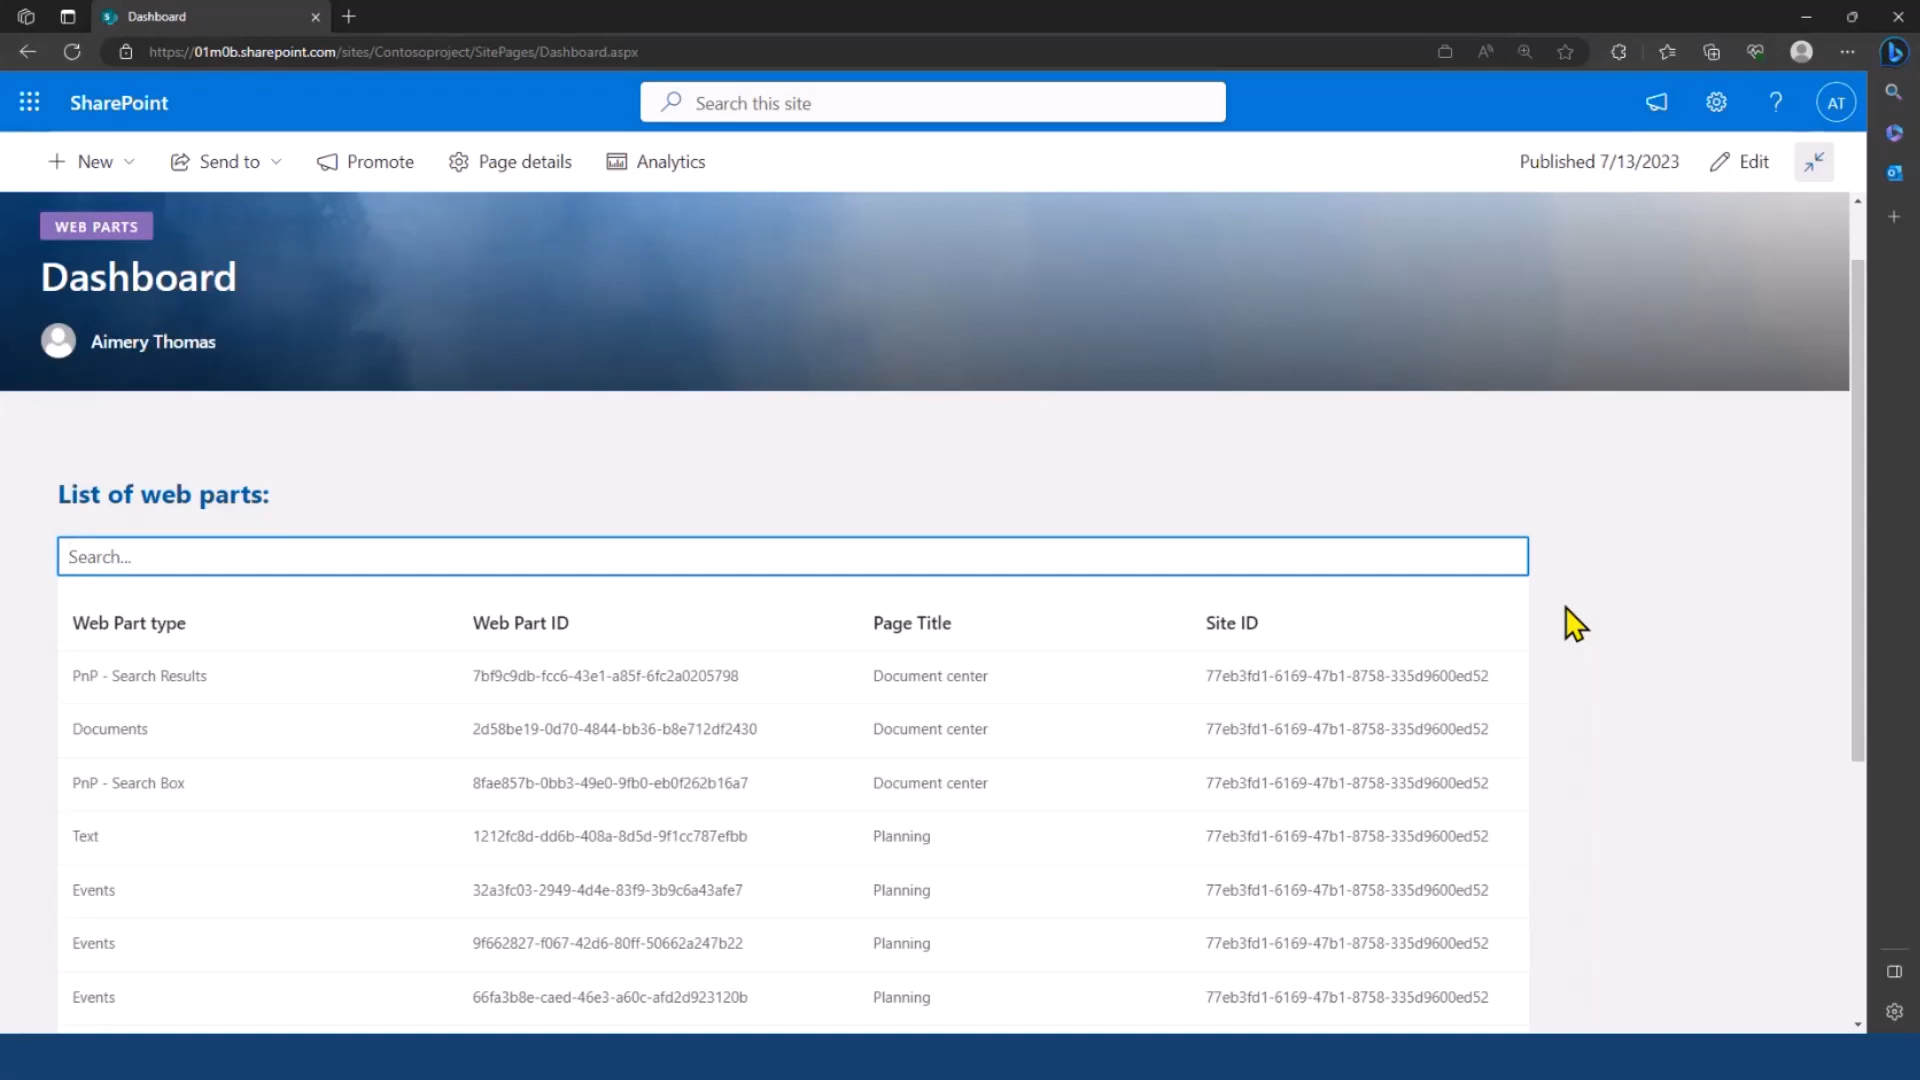 Dashboard
https://01m0b.sharepoint.com/sites/Contosoproject/SitePages/Dashboard.aspx
SharePoint
Search this site
AT
New
Send to
Promote
Page details
Analytics
Published 7/13/2023
Edit
WEB PARTS
Dashboard
Aimery Thomas
List of web parts:
Search...
Web Part type Web Part ID Page Title Site ID
PnP - Search Results 7bf9c9db-fcc6-43e1-a85f-6fc2a0205798 Document center 77eb3fd1-6169-47b1-8758-335d9600ed52
Documents 2d58be19-0d70-4844-bb36-b8e712df2430 Document center 77eb3fd1-6169-47b1-8758-335d9600ed52
PnP - Search Box 8fae857b-0bb3-49e0-9fb0-eb0f262b16a7 Document center 77eb3fd1-6169-47b1-8758-335d9600ed52
Text 1212fc8d-dd6b-408a-8d5d-9f1cc787efbb Planning 77eb3fd1-6169-47b1-8758-335d9600ed52
Events 32a3fc03-2949-4d4e-83f9-3b9c6a43afe7 Planning 77eb3fd1-6169-47b1-8758-335d9600ed52
Events 9f662827-f067-42d6-80ff-50662a247b22 Planning 77eb3fd1-6169-47b1-8758-335d9600ed52
Events 66fa3b8e-caed-46e3-a60c-afd2d923120b Planning 77eb3fd1-6169-47b1-8758-335d9600ed52